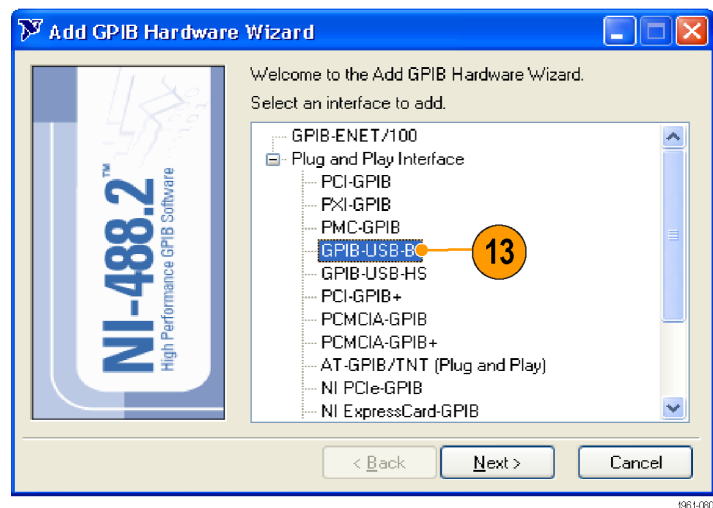 Add GPIB Hardware Wizard
NI-488.2™
High Performance GPIB Software
Welcome to the Add GPIB Hardware Wizard.
Select an interface to add.
GPIB-ENET/100
Plug and Play Interface
PCI-GPIB
PXI-GPIB
PMC-GPIB
GPIB-USB-B
13
GPIB-USB-HS
PCI-GPIB+
PCMCIA-GPIB
PCMCIA-GPIB+
AT-GPIB/TNT (Plug and Play)
NI PCIe-GPIB
NI ExpressCard-GPIB
< Back
Next >
Cancel
1961-080